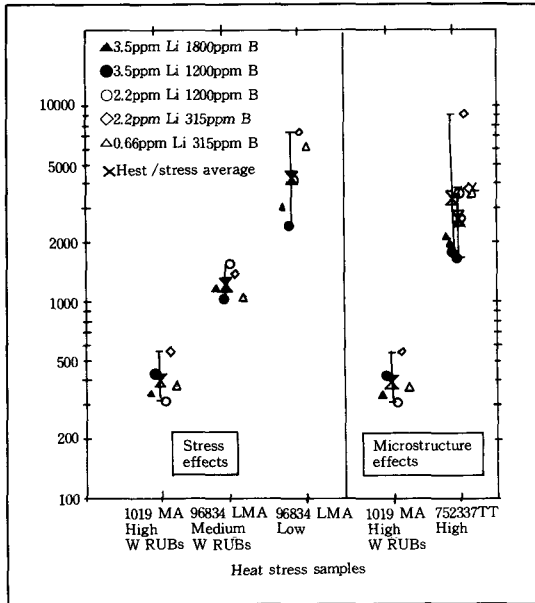 3.5ppm Li 1800ppm B
3.5ppm Li 1200ppm B
2.2ppm Li 1200ppm B
2.2ppm Li 315ppm B
0.66ppm Li 315ppm B
Hest/stress average
10000
5000
2000
1000
500
200
100
Stress
effects
Microstructure
effects
1019 MA
High
W RUBs
96834 LMA
Medium
W RUBs
96834 LMA
Low
1019 MA
High
W RUBs
752337TT
High
Heat stress samples